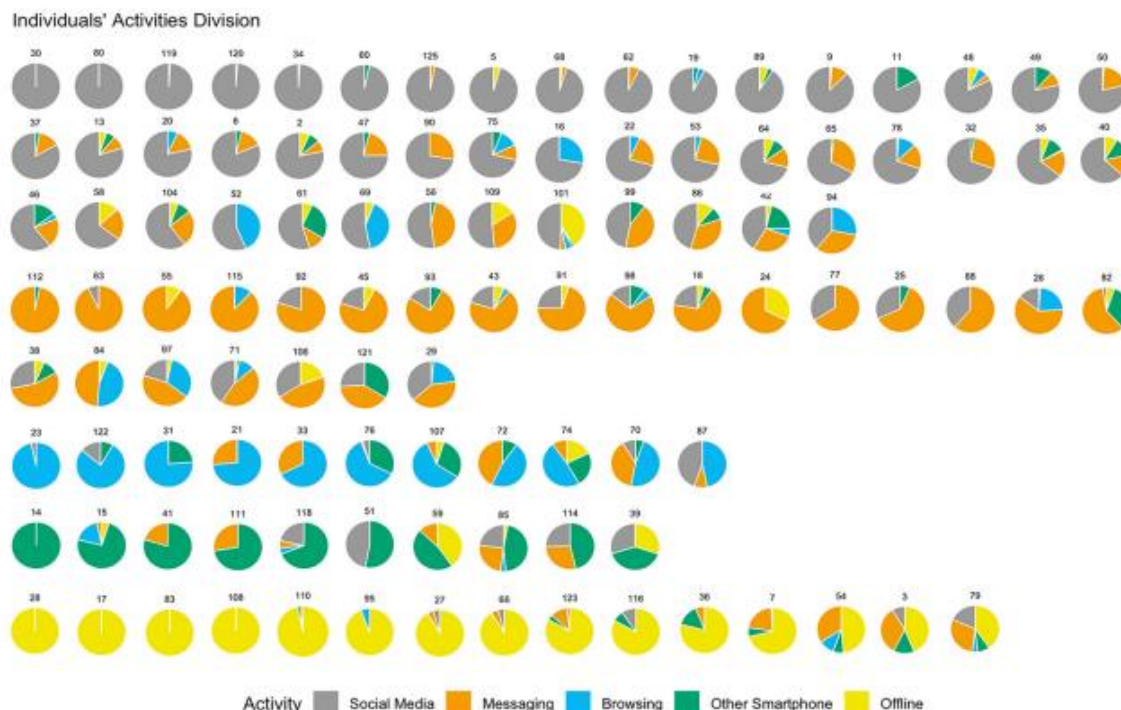 Individuals' Activities Division
30 80 119 120 34 60 125 5 68 62 19 89 9 11 48 49 50
37 13 20 6 2 47 90 75 16 22 53 64 65 78 32 35 40
46 58 104 52 61 69 56 109 101 99 86 42 94
112 63 55 115 92 45 93 43 91 98 18 24 77 25 88 26 82
38 84 97 71 106 121 29
23 122 31 21 33 76 107 72 74 70 87
14 15 41 111 118 51 59 85 114 39
28 17 83 108 110 95 27 66 123 116 36 7 54 3 79
Activity Social Media Messaging Browsing Other Smartphone Offline